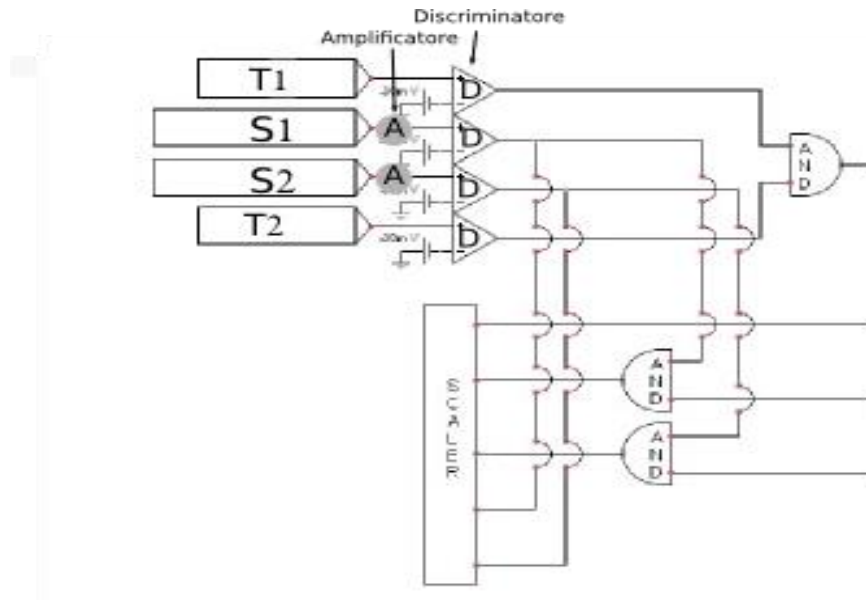 Discriminatore
Amplificatore
T1
D
S1
A
D
S2
A
D
T2
D
AND
AND
AND
SCALER